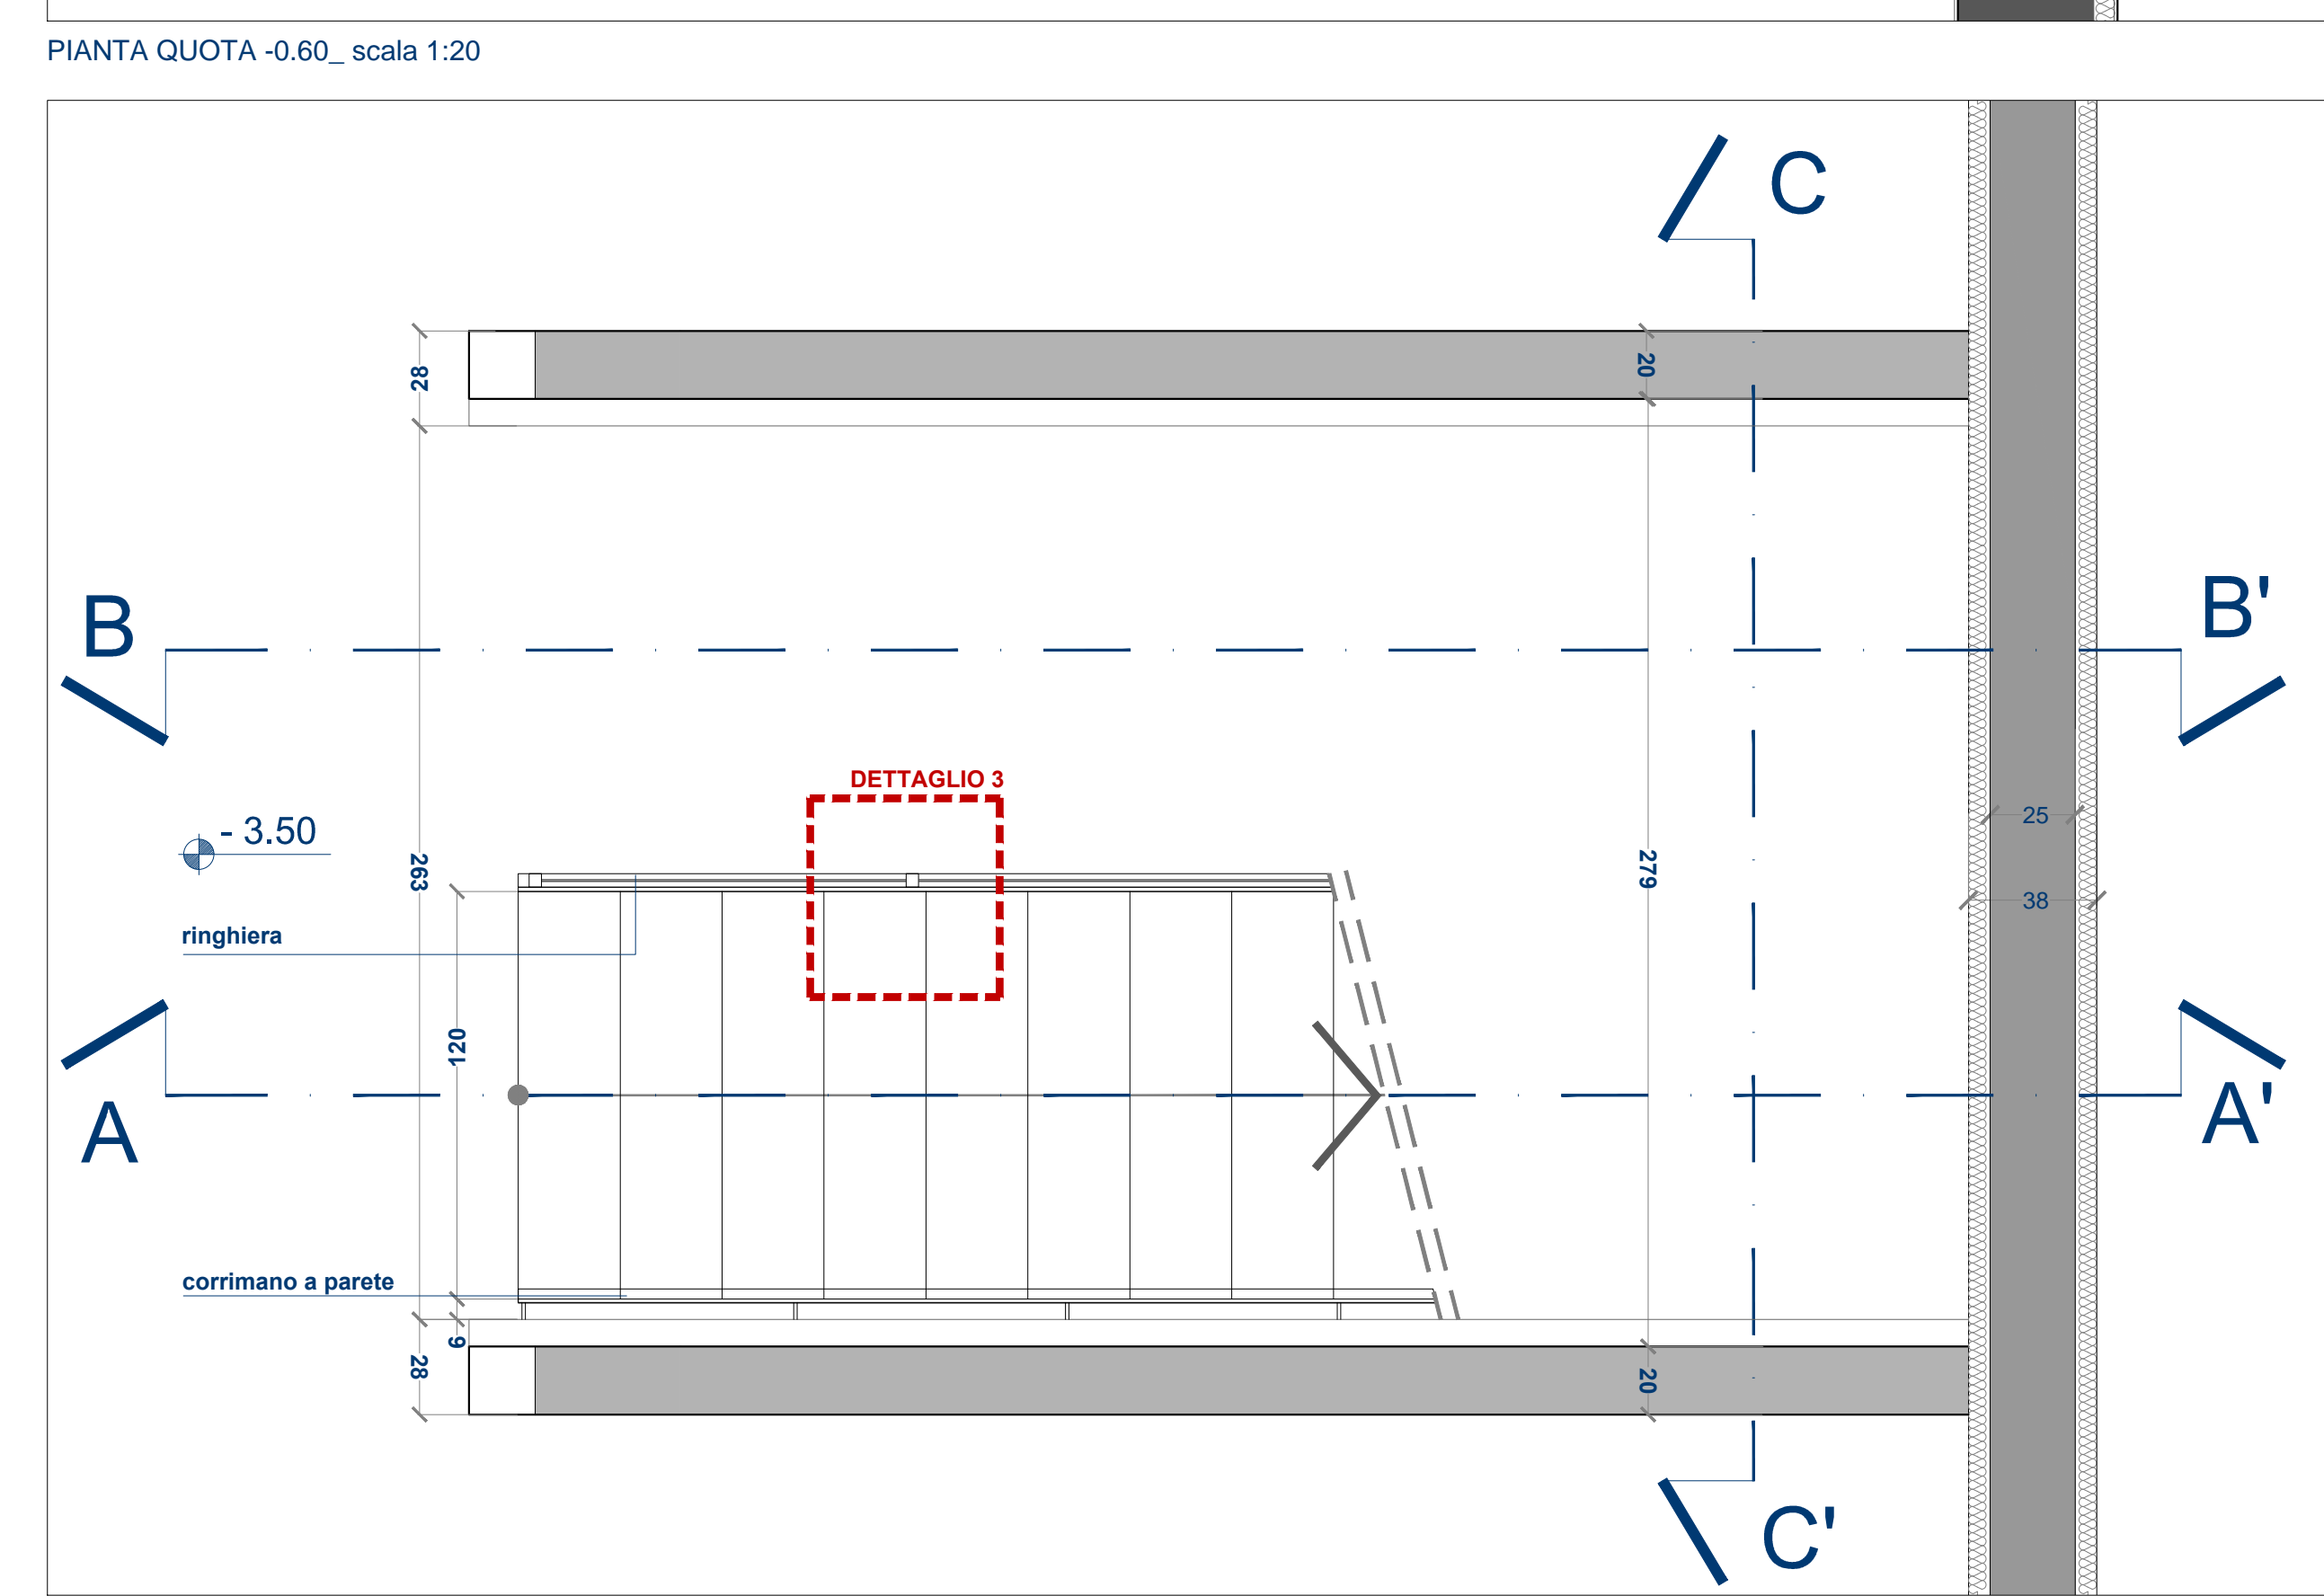 PIANTA QUOTA -0.60_ scala 1:20
C
28
20
B
B'
DETTAGLIO 3
- 3.50
25
263
279
38
ringhiera
120
A
A'
corrimano a parete
6
28
20
C'